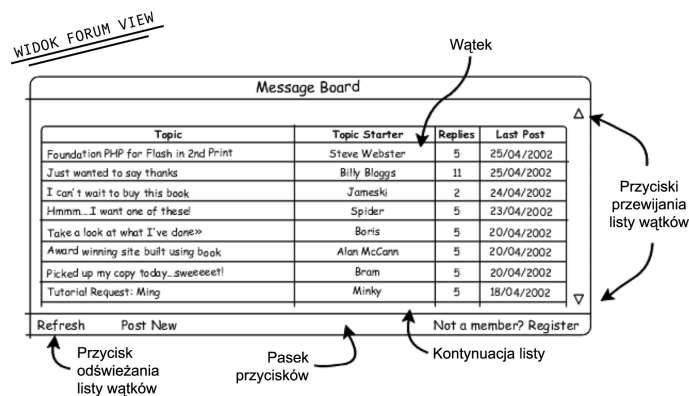 WIDOK FORUM VIEW
Wątek
Message Board
Topic Topic Starter Replies Last Post
Foundation PHP for Flash in 2nd Print Steve Webster 5 25/04/2002
Just wanted to say thanks Billy Bloggs 11 25/04/2002
I can't wait to buy this book Jameski 2 24/04/2002
Hmmm...I want one of these! Spider 5 23/04/2002
Take a look at what I've done» Boris 5 20/04/2002
Award winning site built using book Alan McCann 5 20/04/2002
Picked up my copy today...sweeeeet! Bram 5 20/04/2002
Tutorial Request: Ming Minky 5 18/04/2002
Przyciski
przewijania
listy wątków
Refresh Post New Not a member? Register
Przycisk
odświeżania
listy wątków
Pasek
przycisków
Kontynuacja listy